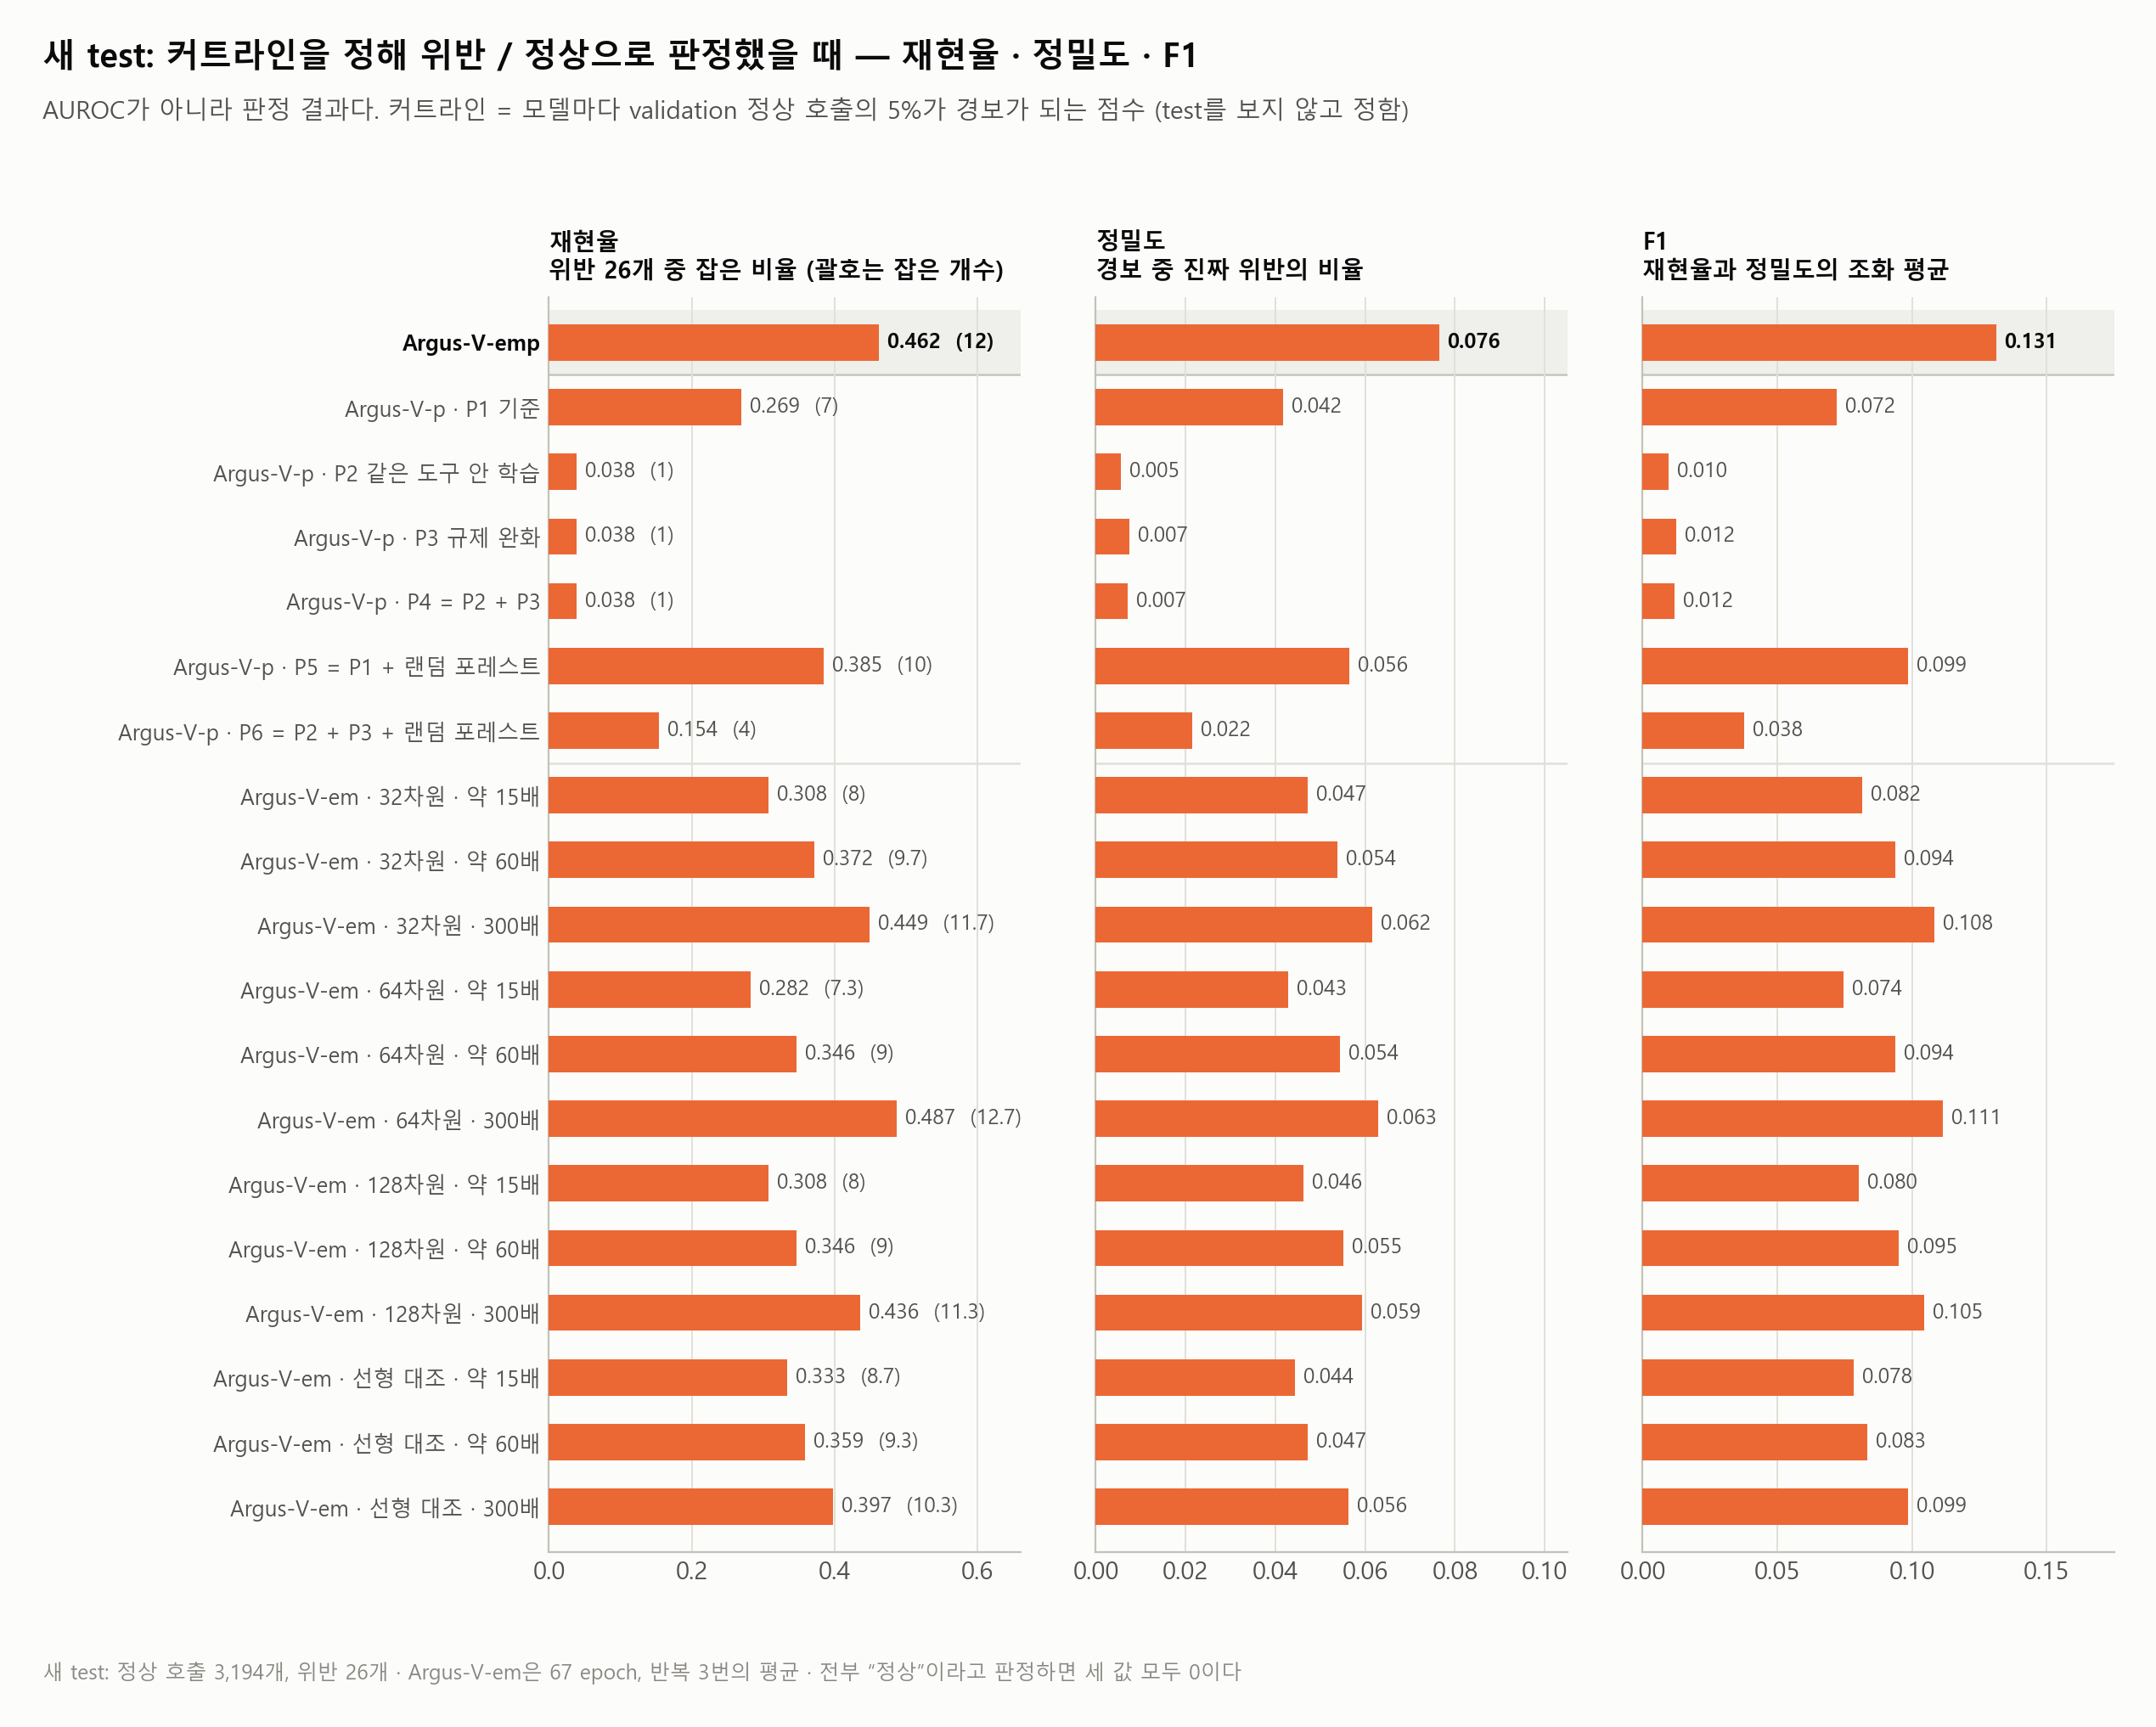 새 test: 커트라인을 정해 위반 / 정상으로 판정했을 때 — 재현율 · 정밀도 · F1
AUROC가 아니라 판정 결과다. 커트라인 = 모델마다 validation 정상 호출의 5%가 경보가 되는 점수 (test를 보지 않고 정함)
재현율
위반 26개 중 잡은 비율 (괄호는 잡은 개수)
정밀도
경보 중 진짜 위반의 비율
F1
재현율과 정밀도의 조화 평균
Argus-V-emp 0.462 (12) 0.076 0.131
Argus-V-p · P1 기준 0.269 (7) 0.042 0.072
Argus-V-p · P2 같은 도구 안 학습 0.038 (1) 0.005 0.010
Argus-V-p · P3 규제 완화 0.038 (1) 0.007 0.012
Argus-V-p · P4 = P2 + P3 0.038 (1) 0.007 0.012
Argus-V-p · P5 = P1 + 랜덤 포레스트 0.385 (10) 0.056 0.099
Argus-V-p · P6 = P2 + P3 + 랜덤 포레스트 0.154 (4) 0.022 0.038
Argus-V-em · 32차원 · 약 15배 0.308 (8) 0.047 0.082
Argus-V-em · 32차원 · 약 60배 0.372 (9.7) 0.054 0.094
Argus-V-em · 32차원 · 300배 0.449 (11.7) 0.062 0.108
Argus-V-em · 64차원 · 약 15배 0.282 (7.3) 0.043 0.074
Argus-V-em · 64차원 · 약 60배 0.346 (9) 0.054 0.094
Argus-V-em · 64차원 · 300배 0.487 (12.7) 0.063 0.111
Argus-V-em · 128차원 · 약 15배 0.308 (8) 0.046 0.080
Argus-V-em · 128차원 · 약 60배 0.346 (9) 0.055 0.095
Argus-V-em · 128차원 · 300배 0.436 (11.3) 0.059 0.105
Argus-V-em · 선형 대조 · 약 15배 0.333 (8.7) 0.044 0.078
Argus-V-em · 선형 대조 · 약 60배 0.359 (9.3) 0.047 0.083
Argus-V-em · 선형 대조 · 300배 0.397 (10.3) 0.056 0.099
0.0 0.2 0.4 0.6 0.00 0.02 0.04 0.06 0.08 0.10 0.00 0.05 0.10 0.15
새 test: 정상 호출 3,194개, 위반 26개 · Argus-V-em은 67 epoch, 반복 3번의 평균 · 전부 “정상”이라고 판정하면 세 값 모두 0이다